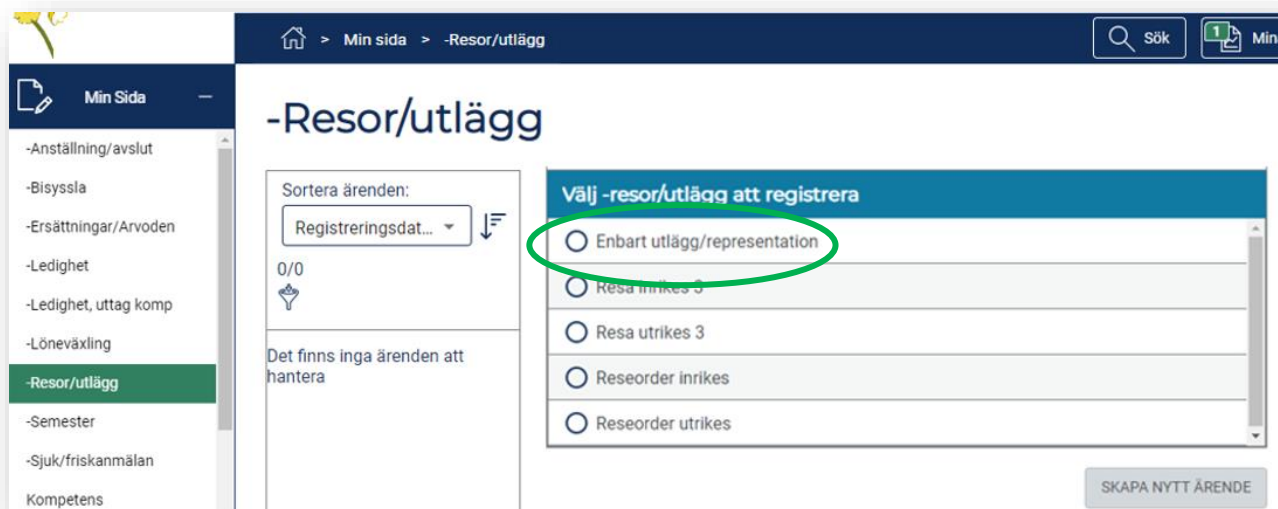 > Min sida > -Resor/utlägg
Sök
1
Min
Min Sida
-Anställning/avslut
-Bisyssla
-Ersättningar/Arvoden
-Ledighet
-Ledighet, uttag komp
-Löneväxling
-Resor/utlägg
-Semester
-Sjuk/friskanmälan
Kompetens
-Resor/utlägg
Sortera ärenden:
Registreringsdat...
0/0
Det finns inga ärenden att
hantera
Välj -resor/utlägg att registrera
Enbart utlägg/representation
Resa inrikes 3
Resa utrikes 3
Reseorder inrikes
Reseorder utrikes
SKAPA NYTT ÄRENDE